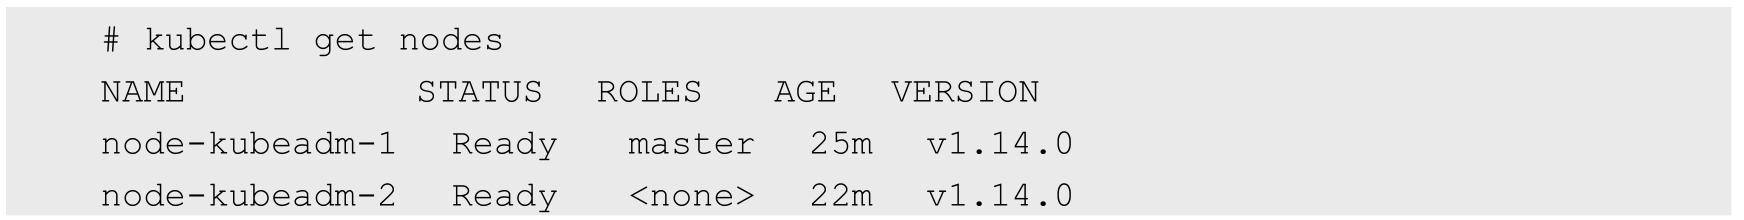 # kubectl get nodes
NAME           STATUS   ROLES    AGE   VERSION
node-kubeadm-1   Ready    master   25m   v1.14.0
node-kubeadm-2   Ready    <none>   22m   v1.14.0